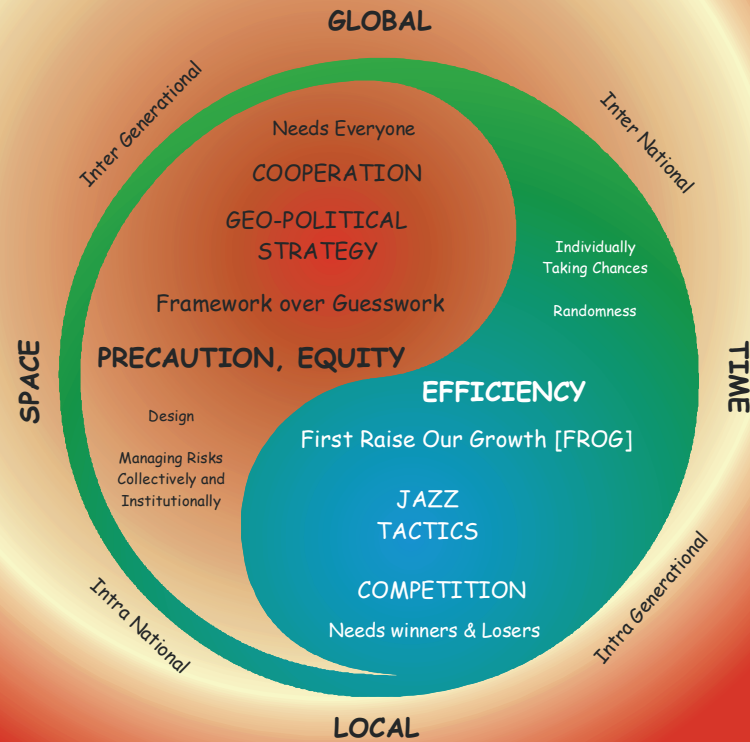 GLOBAL
Inter Generational
Inter National
Needs Everyone
COOPERATION
GEO-POLITICAL
STRATEGY
Framework over Guesswork
PRECAUTION, EQUITY
Design
Managing Risks
Collectively and
Institutionally
Individually
Taking Chances
Randomness
EFFICIENCY
First Raise Our Growth [FROG]
JAZZ
TACTICS
COMPETITION
Needs winners & Losers
SPACE
TIME
Intra National
Intra Generational
LOCAL